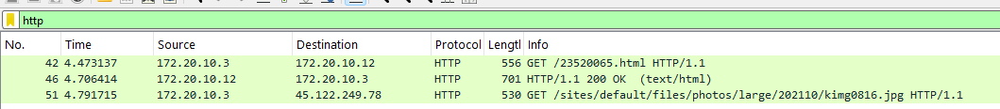 http
No. Time Source Destination Protocol Lengtl Info
42 4.473137 172.20.10.3 172.20.10.12 HTTP 556 GET /23520065.html HTTP/1.1
46 4.706414 172.20.10.12 172.20.10.3 HTTP 701 HTTP/1.1 200 OK (text/html)
51 4.791715 172.20.10.3 45.122.249.78 HTTP 530 GET /sites/default/files/photos/large/202110/kimg0816.jpg HTTP/1.1